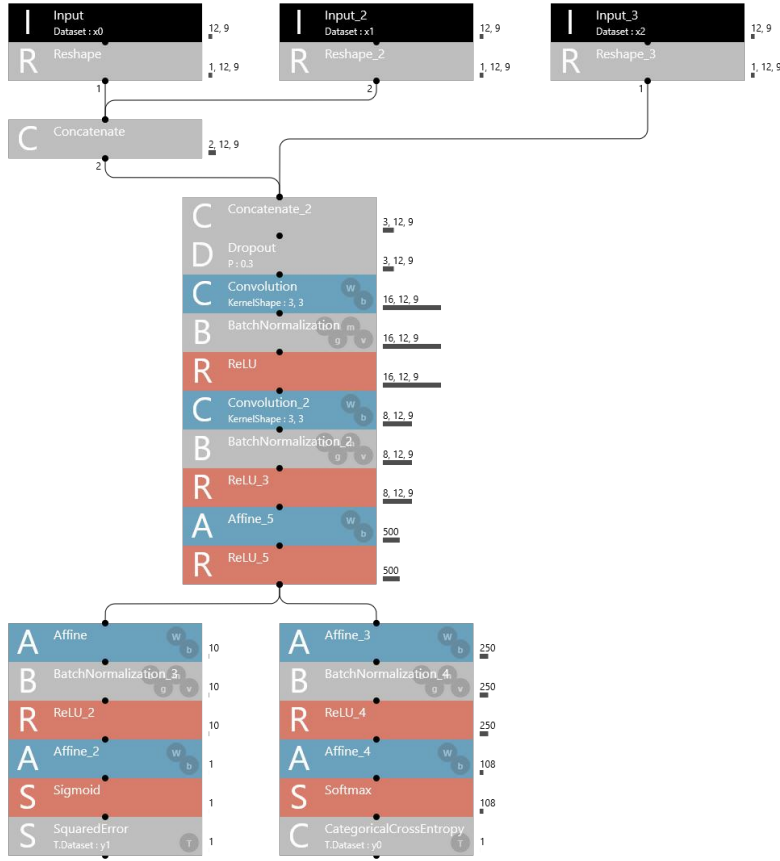 I Input
Dataset : x0
12, 9
I Input_2
Dataset : x1
12, 9
I Input_3
Dataset : x2
12, 9
R Reshape
1, 12, 9
R Reshape_2
1, 12, 9
R Reshape_3
1, 12, 9
1
2
1
C Concatenate
2, 12, 9
2
C Concatenate_2
3, 12, 9
D Dropout
P : 0.3
3, 12, 9
C Convolution
KernelShape : 3, 3
W
b
16, 12, 9
B BatchNormalization
m
g v
16, 12, 9
R ReLU
16, 12, 9
C Convolution_2
KernelShape : 3, 3
W
b
8, 12, 9
B BatchNormalization_2
g v
8, 12, 9
R ReLU_3
8, 12, 9
A Affine_5
W
b
500
R ReLU_5
500
A Affine
W
b
10
A Affine_3
W
b
250
B BatchNormalization_3
g v
10
B BatchNormalization_4
g v
250
R ReLU_2
10
R ReLU_4
250
A Affine_2
W
b
1
A Affine_4
W
b
108
S Sigmoid
1
S Softmax
108
S SquaredError
T.Dataset : y1
T
1
C CategoricalCrossEntropy
T.Dataset : y0
T
1